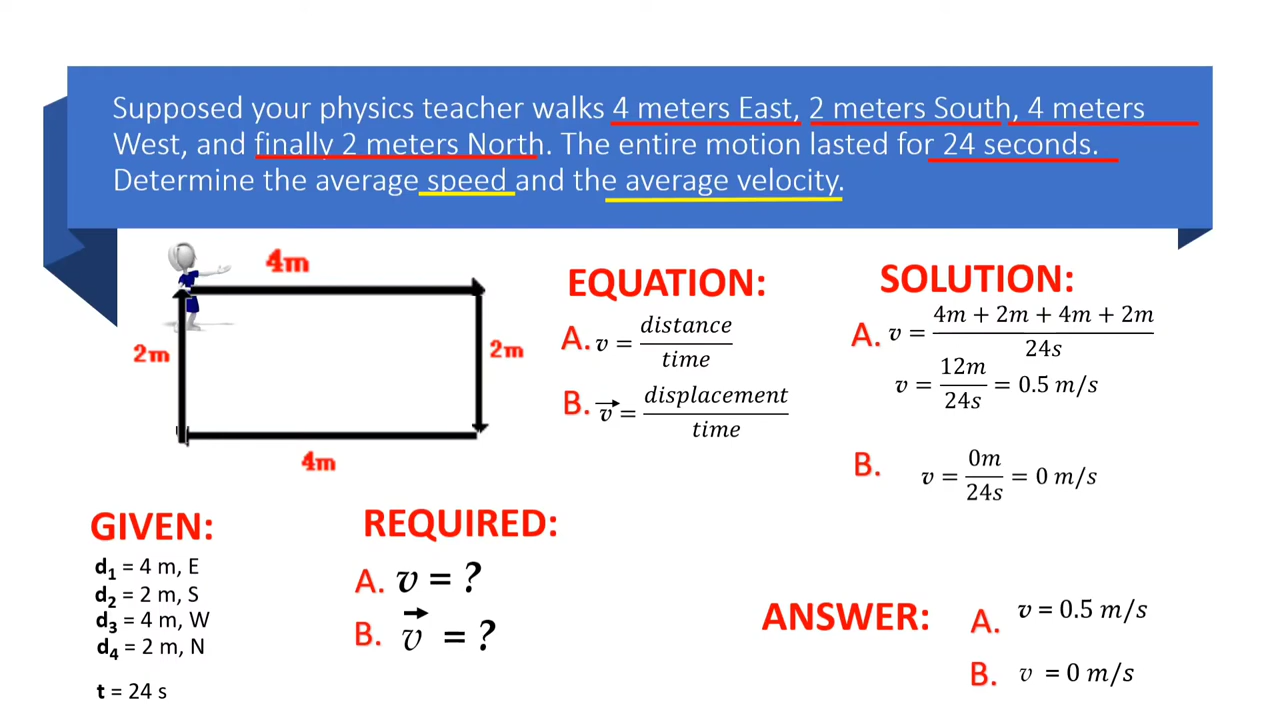 Supposed your physics teacher walks 4 meters East, 2 meters South, 4 meters
West, and finally 2 meters North. The entire motion lasted for 24 seconds.
Determine the average speed and the average velocity.
4m
2m
2m
4m
EQUATION:
A. v = distance / time
B. v⃗ = displacement / time
SOLUTION:
A. v = (4m + 2m + 4m + 2m) / 24s
v = 12m / 24s = 0.5 m/s
B. v = 0m / 24s = 0 m/s
GIVEN:
d₁ = 4 m, E
d₂ = 2 m, S
d₃ = 4 m, W
d₄ = 2 m, N
t = 24 s
REQUIRED:
A. v = ?
B. v⃗ = ?
ANSWER:
A. v = 0.5 m/s
B. v = 0 m/s